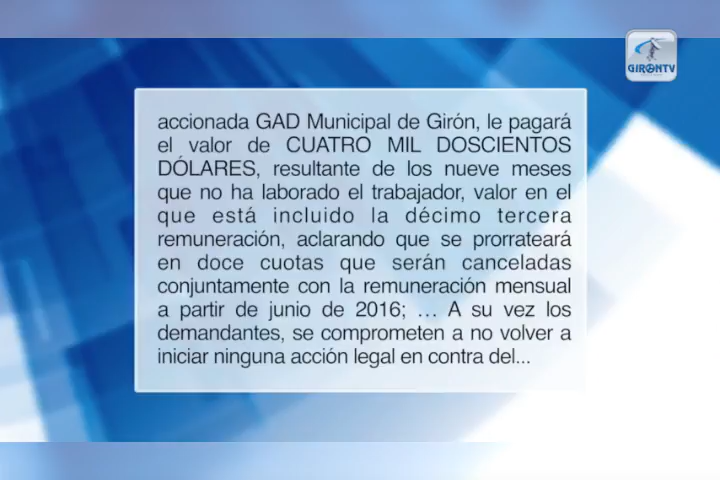 GIRONTV
accionada GAD Municipal de Girón, le pagará
el valor de CUATRO MIL DOSCIENTOS
DÓLARES, resultante de los nueve meses
que no ha laborado el trabajador, valor en el
que está incluido la décimo tercera
remuneración, aclarando que se prorrateará
en doce cuotas que serán canceladas
conjuntamente con la remuneración mensual
a partir de junio de 2016; … A su vez los
demandantes, se comprometen a no volver a
iniciar ninguna acción legal en contra del...